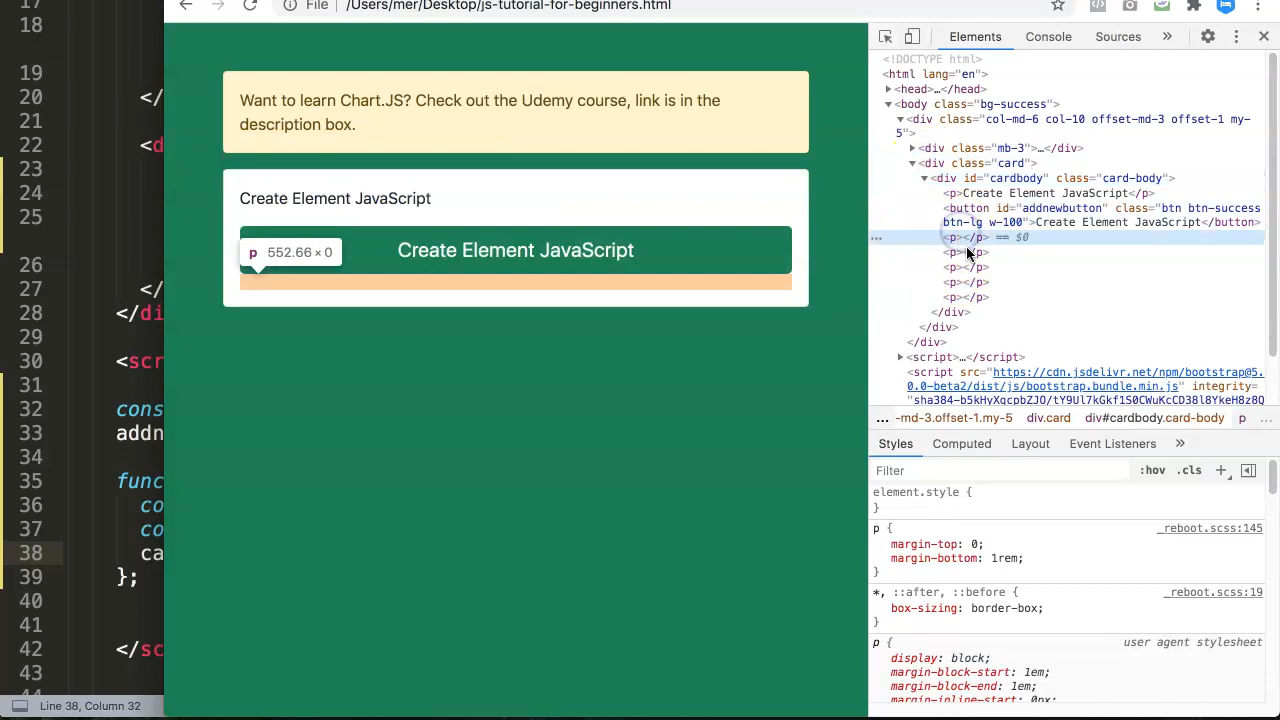 17
18
19
20 </
21
22 <d
23
24
25
26
27 </
28 </di
29
30 <scr
31
32 cons
33 addn
34
35 func
36 co
37 co
38 ca
39 };
40
41
42 </sc
43
44
Line 38, Column 32
File /Users/mer/Desktop/js-tutorial-for-beginners.html
Want to learn Chart.JS? Check out the Udemy course, link is in the
description box.
Create Element JavaScript
Create Element JavaScript
p 552.66 × 0
Elements Console Sources »
<!DOCTYPE html>
<html lang="en">
<head>…</head>
<body class="bg-success">
<div class="col-md-6 col-10 offset-md-3 offset-1 my-
5">
<div class="mb-3">…</div>
<div class="card">
<div id="cardbody" class="card-body">
<p>Create Element JavaScript</p>
<button id="addnewbutton" class="btn btn-success
btn-lg w-100">Create Element JavaScript</button>
… <p></p> == $0
<p></p>
<p></p>
<p></p>
<p></p>
</div>
</div>
</div>
<script>…</script>
<script src="https://cdn.jsdelivr.net/npm/bootstrap@5.
0.0-beta2/dist/js/bootstrap.bundle.min.js" integrity=
… -md-3.offset-1.my-5 div.card div#cardbody.card-body p …
Styles Computed Layout Event Listeners »
Filter :hov .cls +
element.style {
}
p { _reboot.scss:145
margin-top: 0;
margin-bottom: 1rem;
}
*, ::after, ::before { _reboot.scss:19
box-sizing: border-box;
}
p { user agent stylesheet
display: block;
margin-block-start: 1em;
margin-block-end: 1em;
margin-inline-start: 0px;